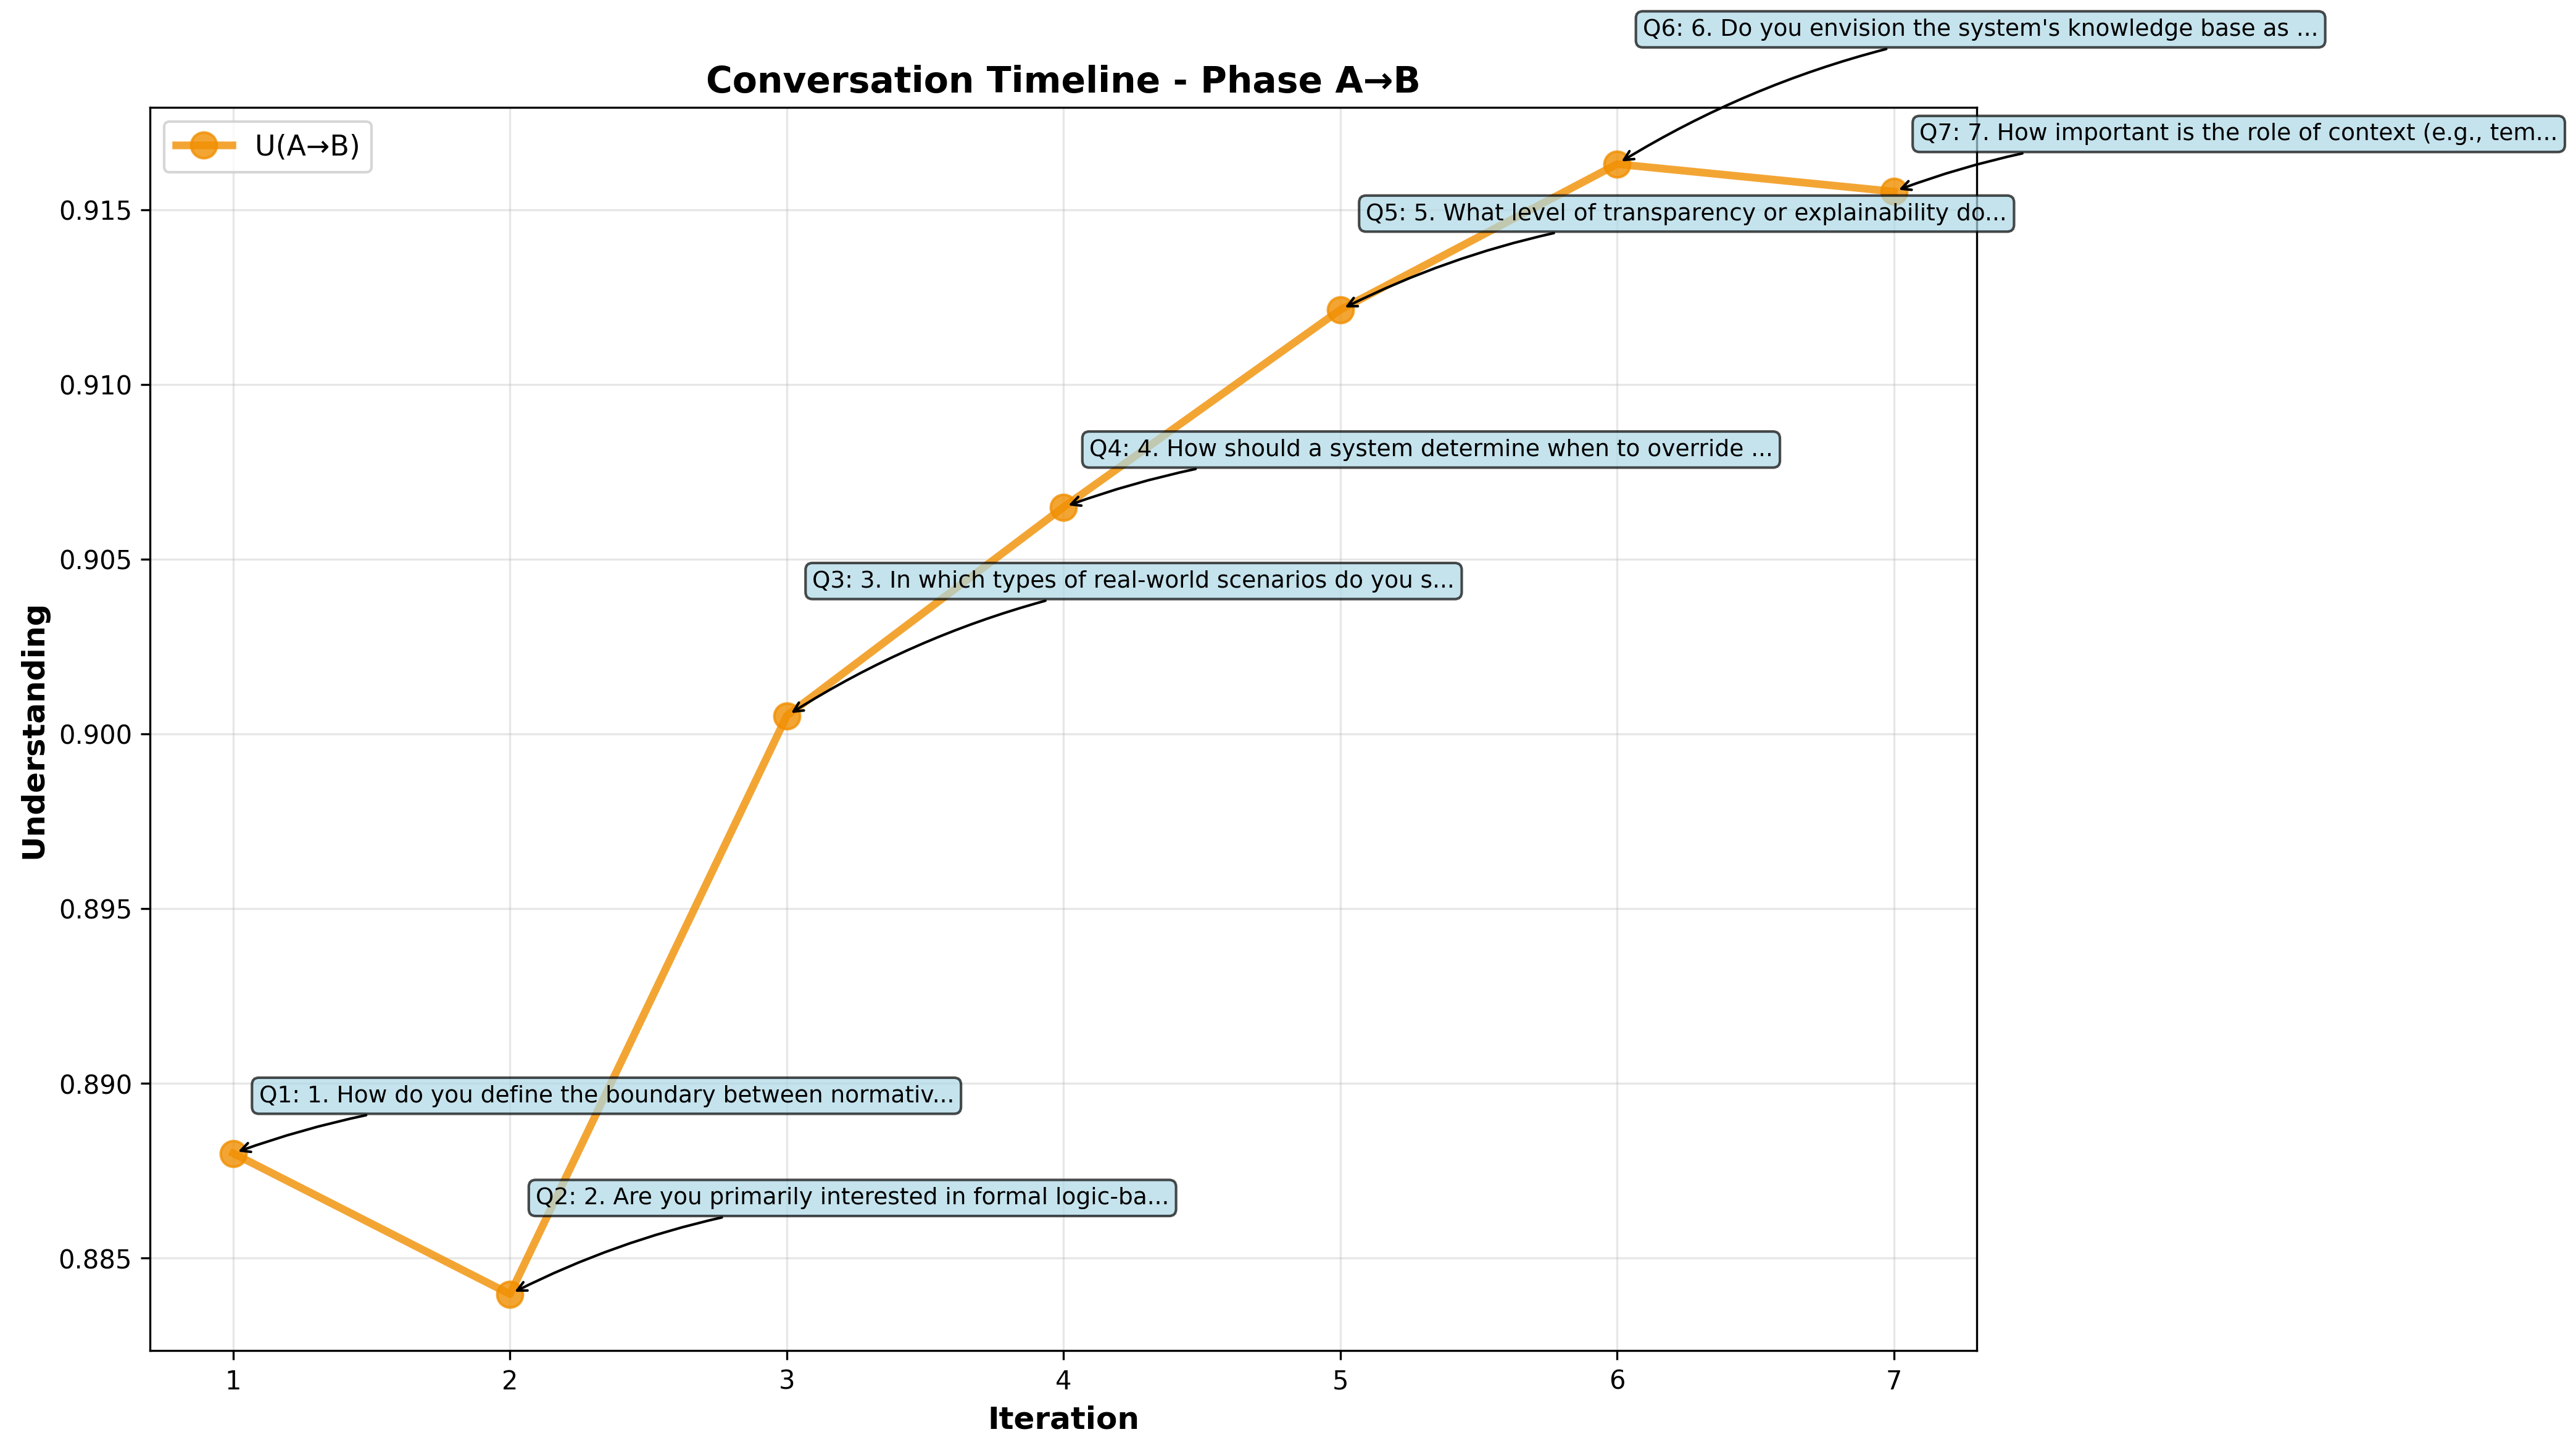 Q6: 6. Do you envision the system's knowledge base as ...
Conversation Timeline - Phase A→B
U(A→B)
Q7: 7. How important is the role of context (e.g., tem...
Q5: 5. What level of transparency or explainability do...
0.915
0.910
Q4: 4. How should a system determine when to override ...
0.905
Q3: 3. In which types of real-world scenarios do you s...
0.900
Understanding
0.895
0.890
Q1: 1. How do you define the boundary between normativ...
Q2: 2. Are you primarily interested in formal logic-ba...
0.885
1 2 3 4 5 6 7
Iteration